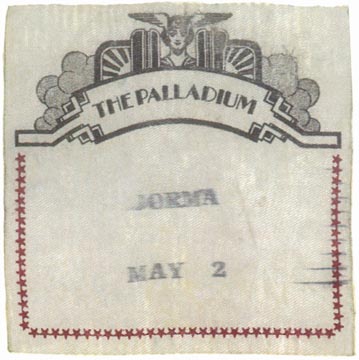 THE PALLADIUM
JORMA
MAY 2